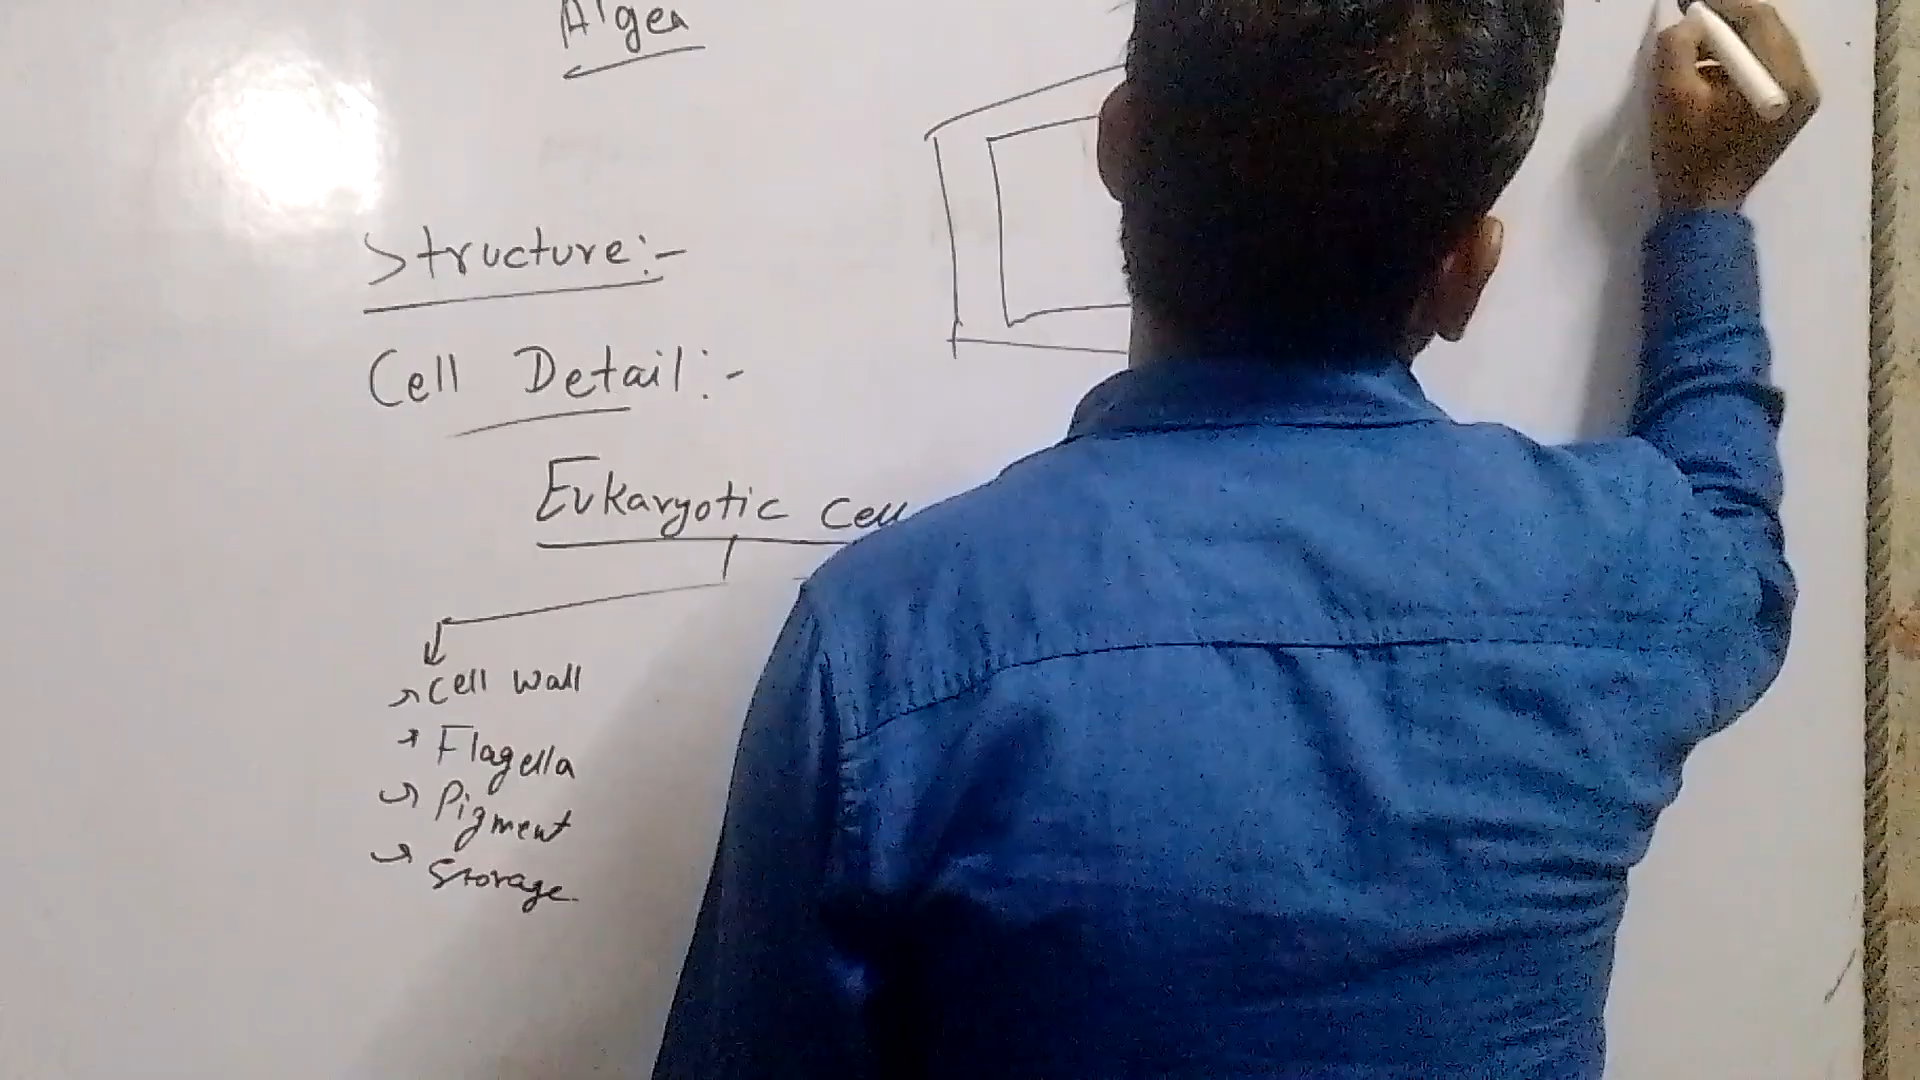 Algea
Structure:-
Cell Detail:-
Eukaryotic Cell
Cell wall
Flagella
Pigment
Storage.